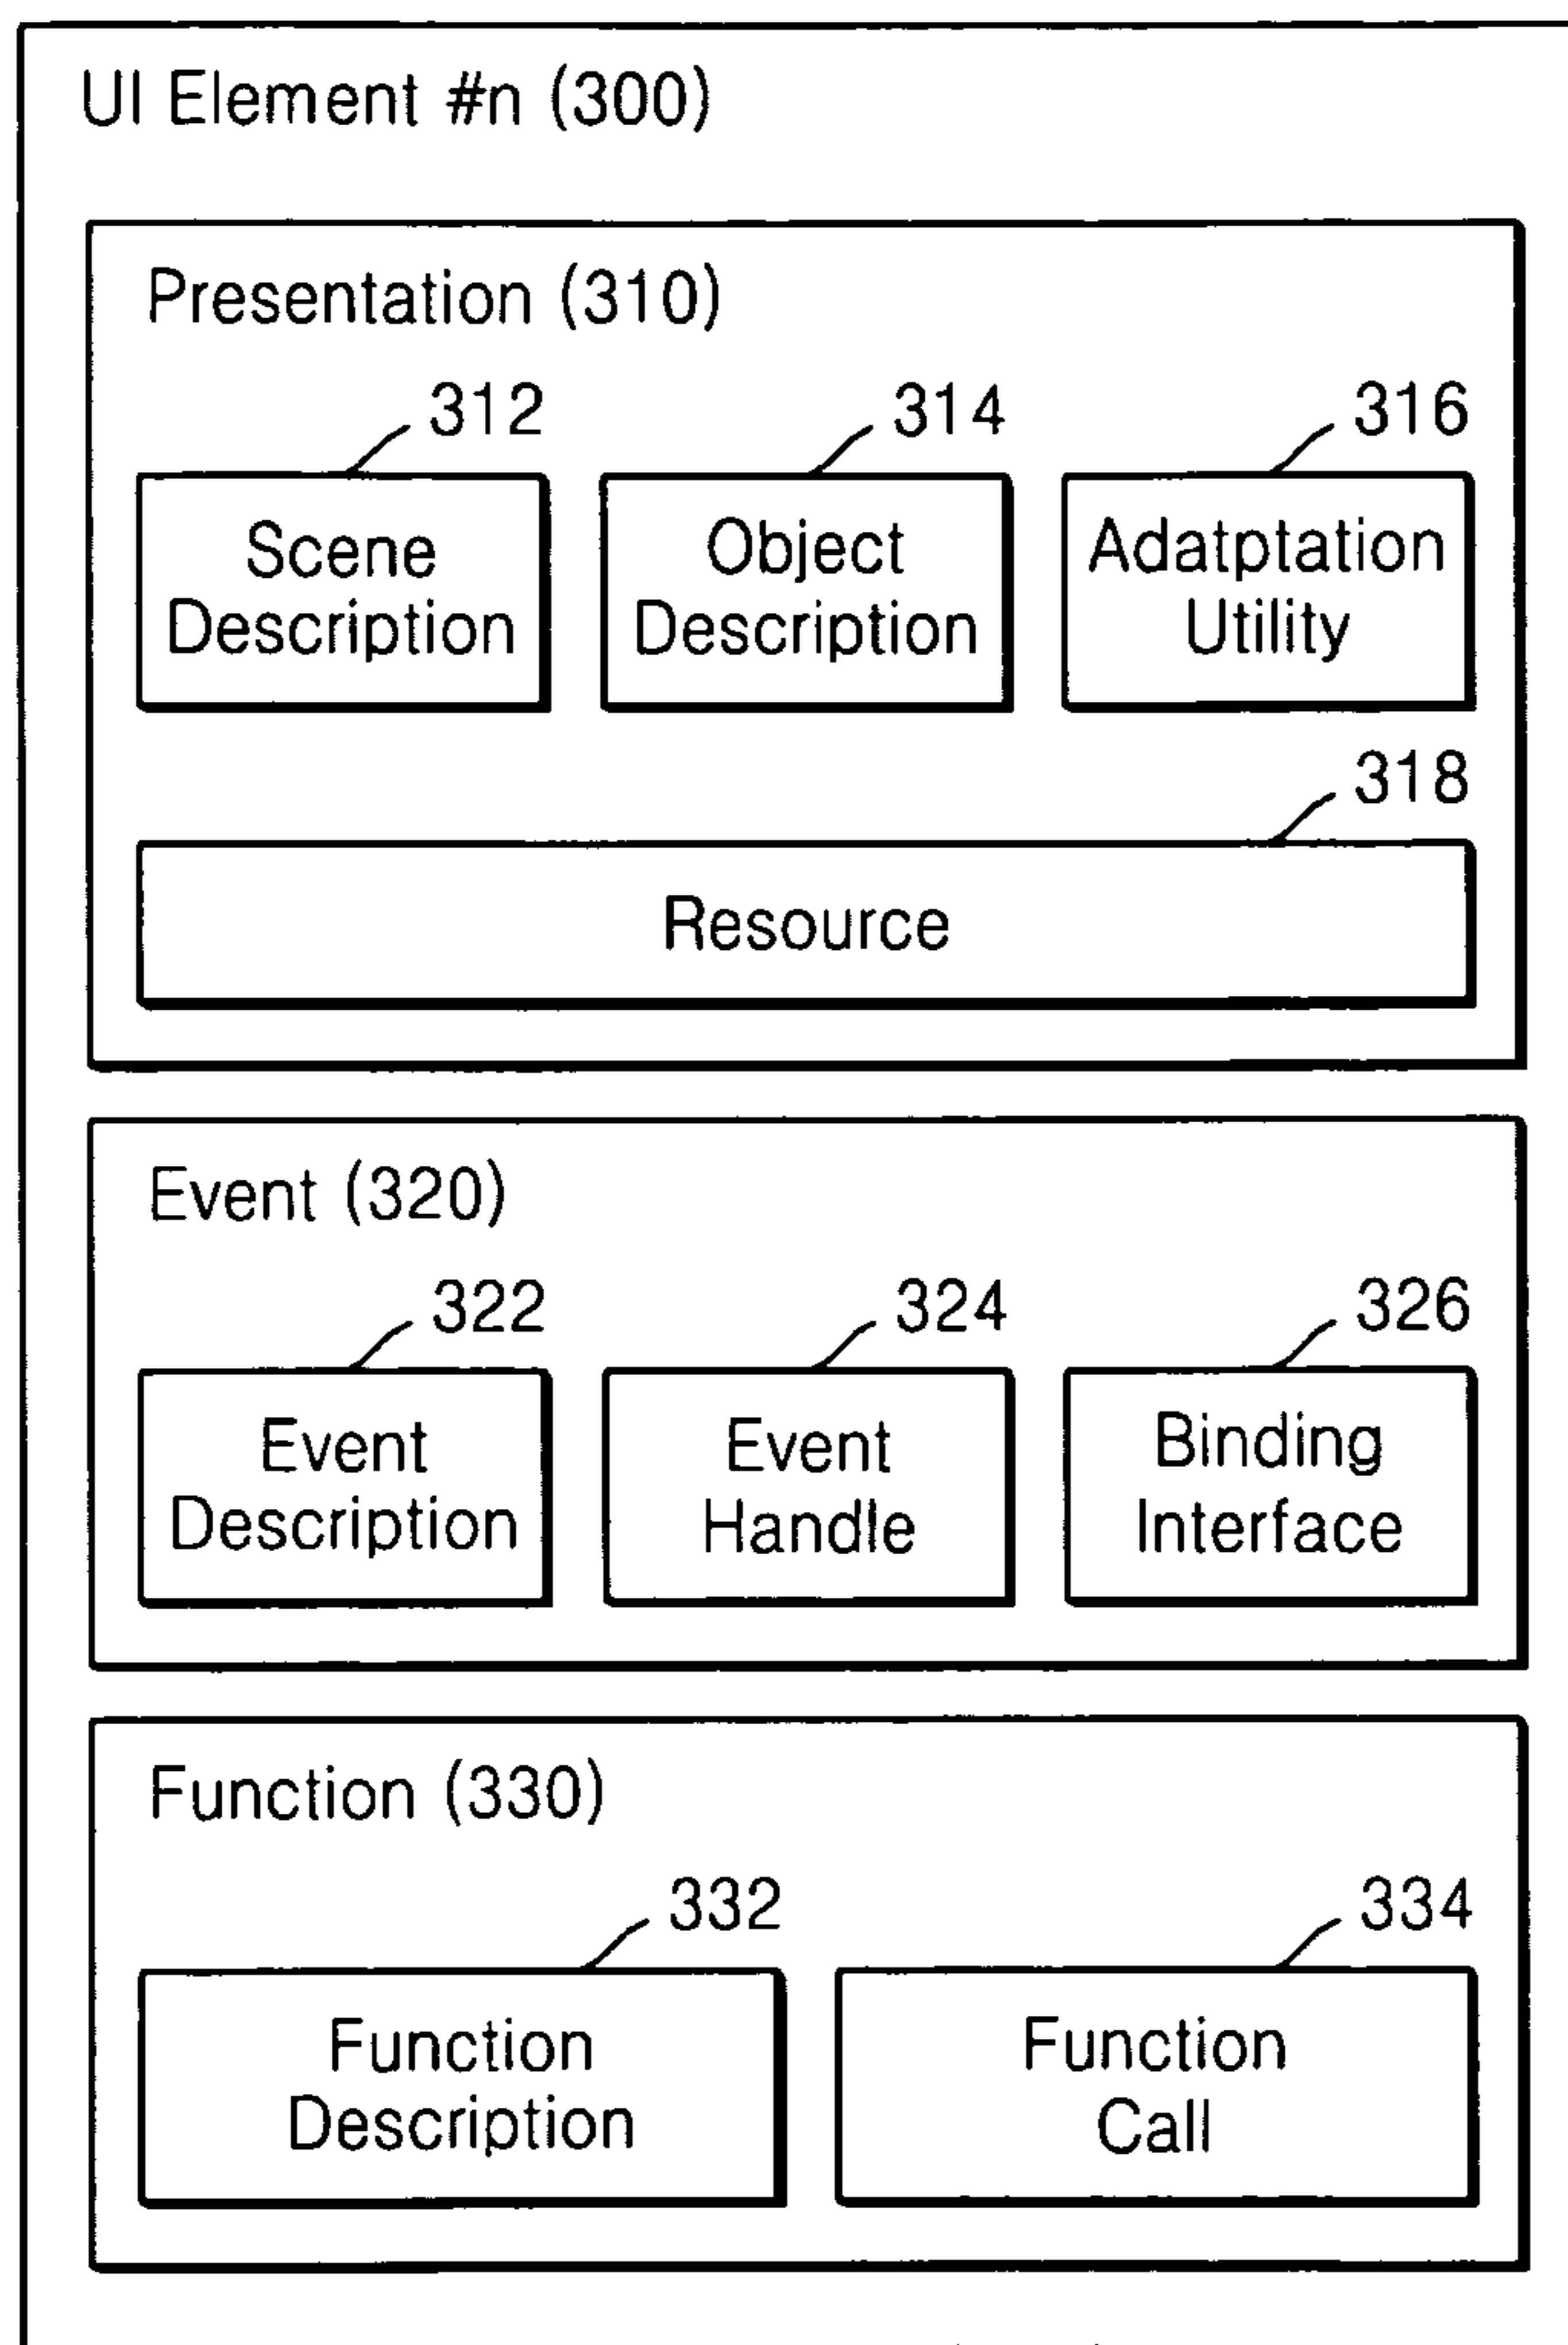 UI Element #n (300)
Presentation (310)
312
314
316
Scene
Description
Object
Description
Adatptation
Utility
318
Resource
Event (320)
322
324
326
Event
Description
Event
Handle
Binding
Interface
Function (330)
332
334
Function
Description
Function
Call